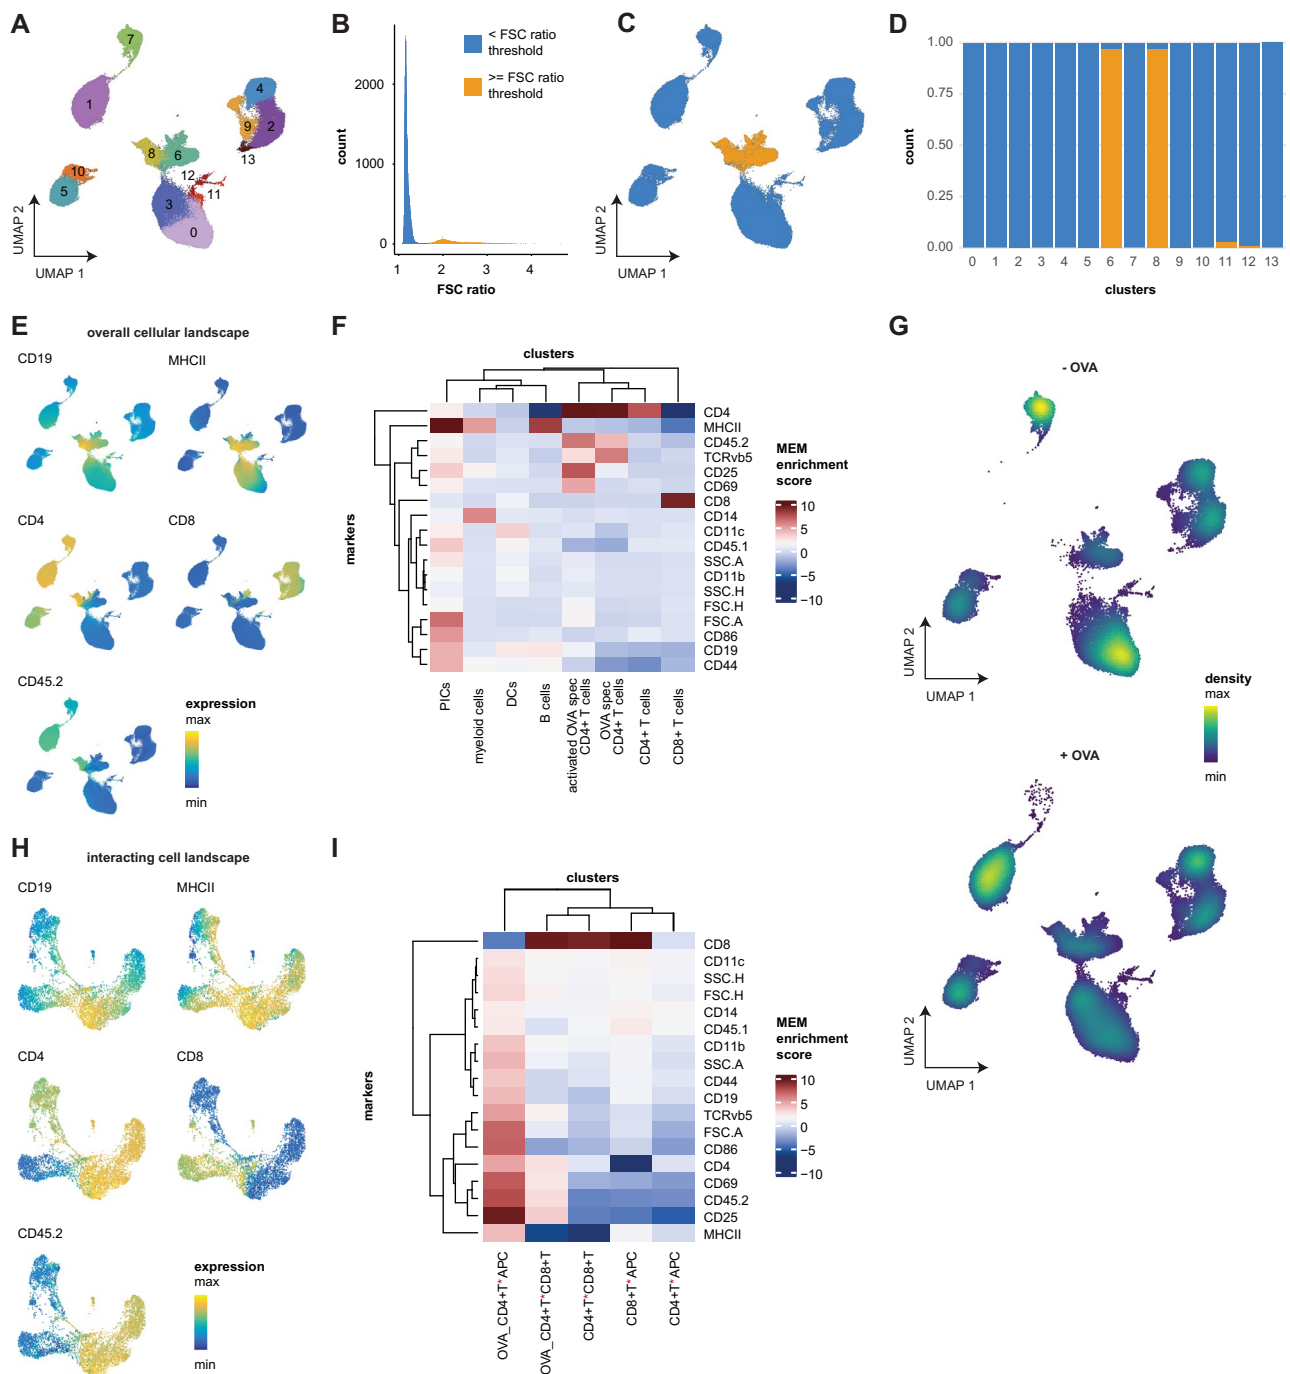 A
7
1
4
9
2
13
8
6
12
10
5
3
11
0
UMAP 2
UMAP 1
B
< FSC ratio
threshold
>= FSC ratio
threshold
count
2000
1000
0
1
2
3
4
FSC ratio
C
UMAP 2
UMAP 1
D
1.00
0.75
0.50
0.25
0.00
count
0 1 2 3 4 5 6 7 8 9 10 11 12 13
clusters
E
overall cellular landscape
CD19
MHCII
CD4
CD8
CD45.2
expression
max
min
F
clusters
markers
CD4
MHCII
CD45.2
TCRvb5
CD25
CD69
CD8
CD14
CD11c
CD45.1
SSC.A
CD11b
SSC.H
FSC.H
FSC.A
CD86
CD19
CD44
PICs
myeloid cells
DCs
B cells
activated OVA spec
CD4+ T cells
OVA spec
CD4+ T cells
CD4+ T cells
CD8+ T cells
MEM
enrichment
score
10
5
0
−5
−10
G
- OVA
UMAP 2
UMAP 1
density
max
min
+ OVA
UMAP 2
UMAP 1
H
interacting cell landscape
CD19
MHCII
CD4
CD8
CD45.2
expression
max
min
I
clusters
markers
CD8
CD11c
SSC.H
FSC.H
CD14
CD45.1
CD11b
SSC.A
CD44
CD19
TCRvb5
FSC.A
CD86
CD4
CD69
CD45.2
CD25
MHCII
OVA_CD4+T*APC
OVA_CD4+T*CD8+T
CD4+T*CD8+T
CD8+T*APC
CD4+T*APC
MEM
enrichment
score
10
5
0
−5
−10